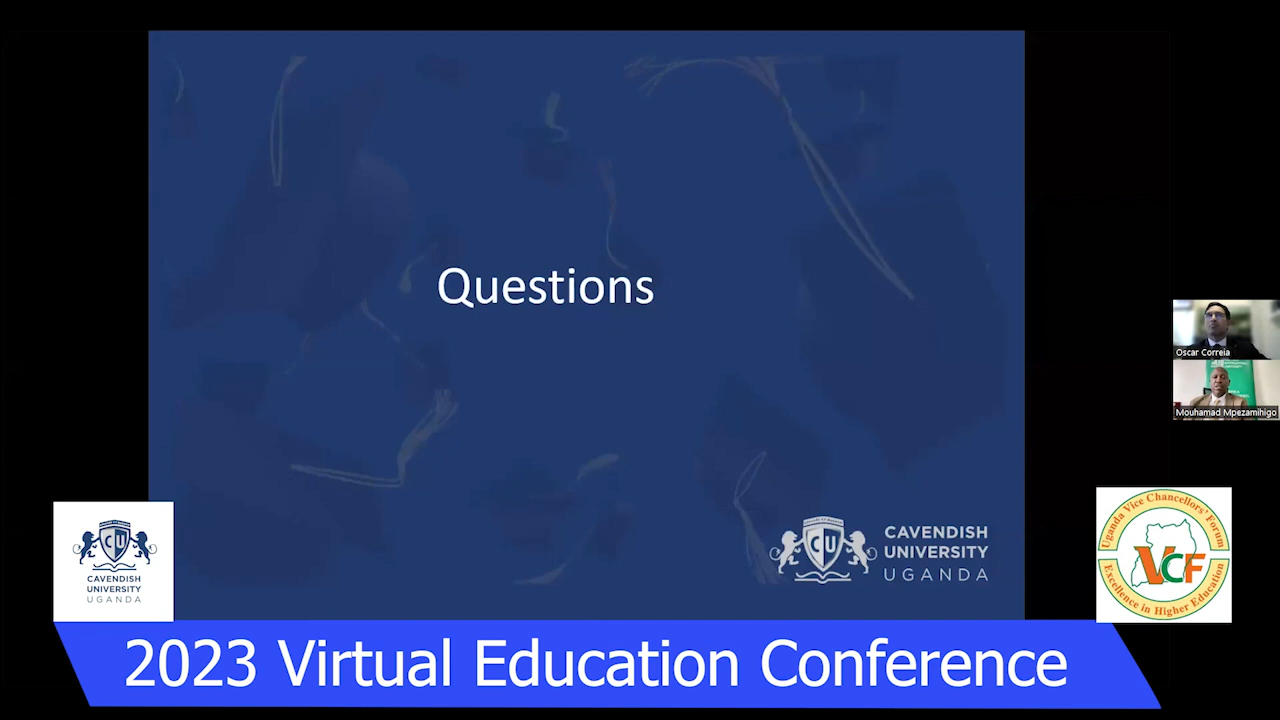 Questions
CAVENDISH
UNIVERSITY
UGANDA
Oscar Correia
Mouhamad Mpezamihigo
CU
CAVENDISH
UNIVERSITY
UGANDA
Uganda Vice Chancellors' Forum
VCF
Excellence in Higher Education
2023 Virtual Education Conference